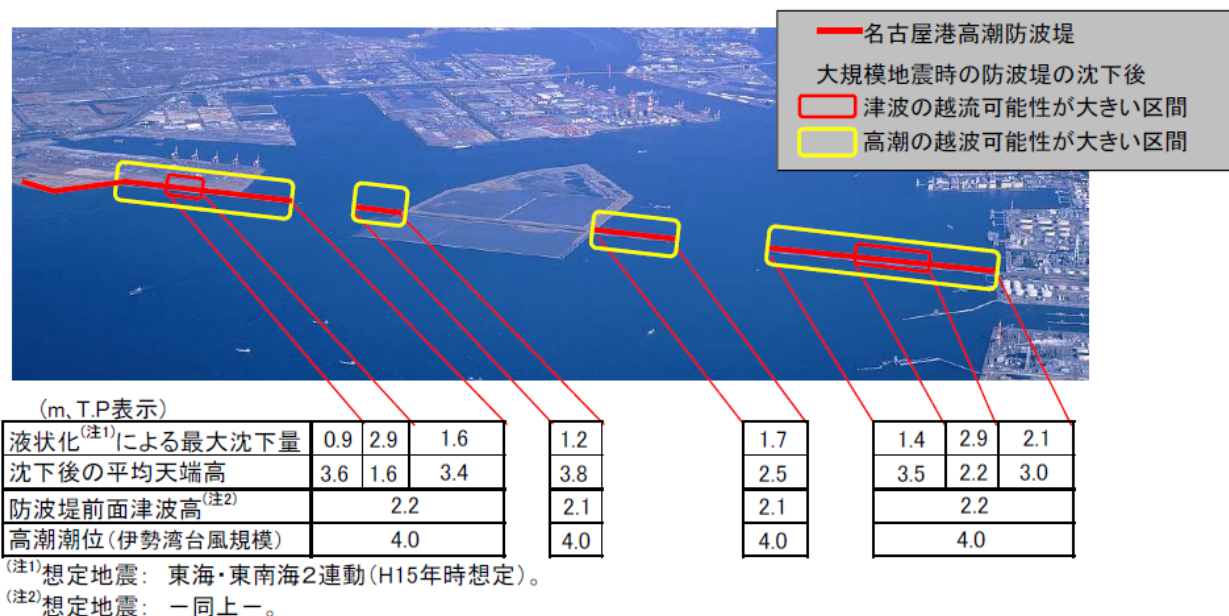 名古屋港高潮防波堤
大規模地震時の防波堤の沈下後
津波の越流可能性が大きい区間
高潮の越波可能性が大きい区間
(m、T.P表示)
液状化(注1)による最大沈下量 0.9 2.9 1.6 1.2 1.7 1.4 2.9 2.1
沈下後の平均天端高 3.6 1.6 3.4 3.8 2.5 3.5 2.2 3.0
防波堤前面津波高(注2) 2.2 2.1 2.1 2.2
高潮潮位(伊勢湾台風規模) 4.0 4.0 4.0 4.0
(注1)想定地震: 東海・東南海2連動(H15年時想定)。
(注2)想定地震: －同上－。